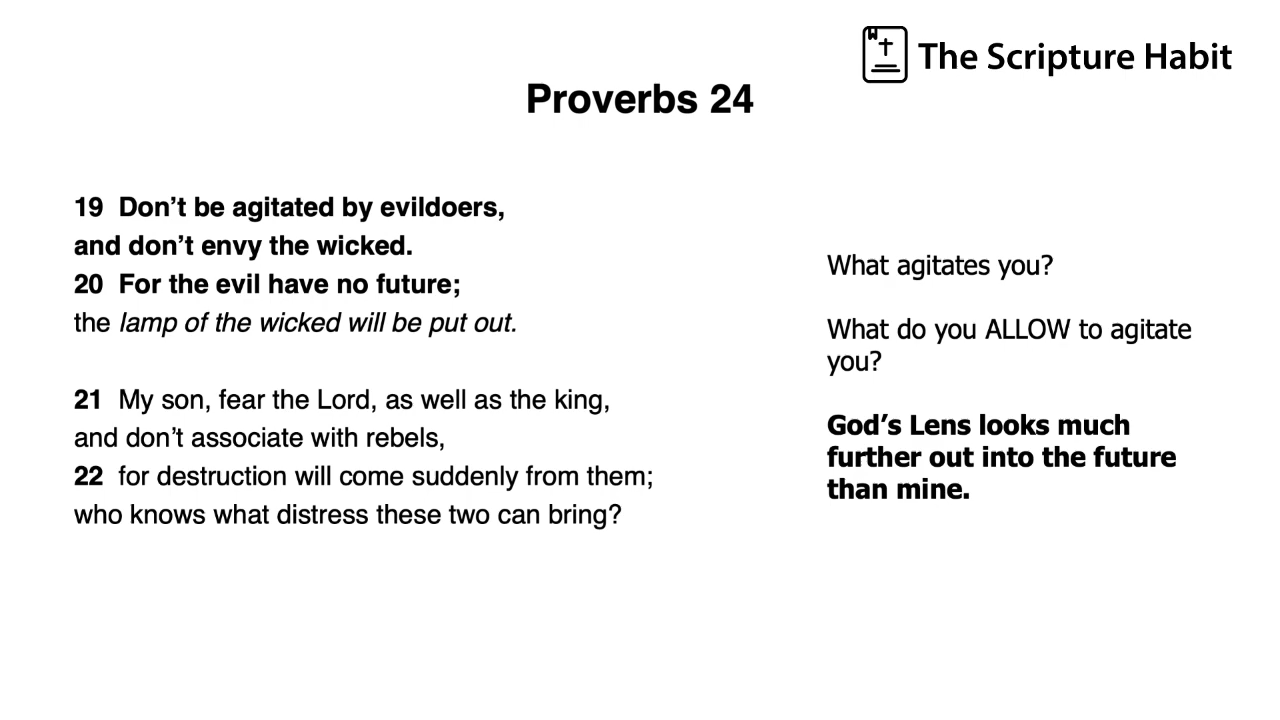 The Scripture Habit
Proverbs 24
19 Don’t be agitated by evildoers,
and don’t envy the wicked.
20 For the evil have no future;
the lamp of the wicked will be put out.
21 My son, fear the Lord, as well as the king,
and don’t associate with rebels,
22 for destruction will come suddenly from them;
who knows what distress these two can bring?
What agitates you?
What do you ALLOW to agitate
you?
God’s Lens looks much
further out into the future
than mine.